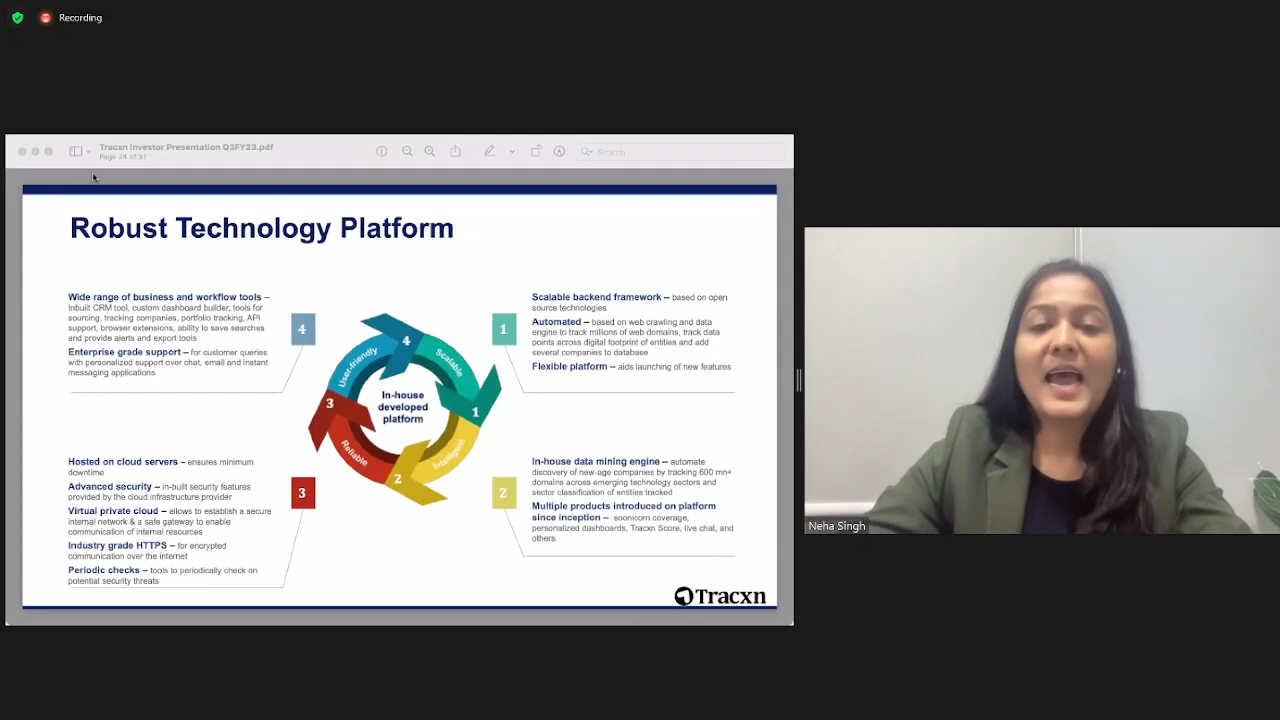 Recording
Tracxn Investor Presentation Q3FY23.pdf
Page 24 of 31
Search
Robust Technology Platform
Wide range of business and workflow tools –
Inbuilt CRM tool, custom dashboard builder, tools for
sourcing, tracking companies, portfolio tracking, API
support, browser extensions, ability to save searches
and provide alerts and export tools
Enterprise grade support – for customer queries
with personalized support over chat, email and instant
messaging applications
4
1
Scalable backend framework – based on open
source technologies
Automated – based on web crawling and data
engine to track millions of web domains, track data
points across digital footprint of entities and add
several companies to database
Flexible platform – aids launching of new features
4
Scalable
1
Intelligent
2
Reliable
3
User-friendly
In-house
developed
platform
Hosted on cloud servers – ensures minimum
downtime
Advanced security – in-built security features
provided by the cloud infrastructure provider
Virtual private cloud – allows to establish a secure
internal network & a safe gateway to enable
communication of internal resources
Industry grade HTTPS – for encrypted
communication over the internet
Periodic checks – tools to periodically check on
potential security threats
3
2
In-house data mining engine – automate
discovery of new-age companies by tracking 600 mn+
domains across emerging technology sectors and
sector classification of entities tracked
Multiple products introduced on platform
since inception – soonicorn coverage,
personalized dashboards, Tracxn Score, live chat, and
others
Tracxn
Neha Singh